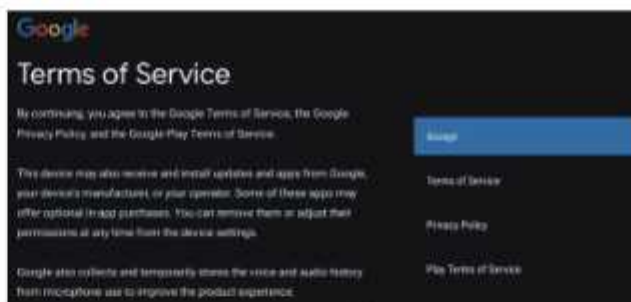 Google
Terms of Service
By continuing, you agree to the Google Terms of Service, the Google
Privacy Policy, and the Google Play Terms of Service.
This device may also receive and install updates and apps from Google,
your device's manufacturer, or your operator. Some of these apps may
offer optional in-app purchases. You can remove them or adjust their
permissions at any time from the device settings.
Google also collects and temporarily stores the voice and audio history
from microphone use to improve the product experience.
Accept
Terms of Service
Privacy Policy
Play Terms of Service